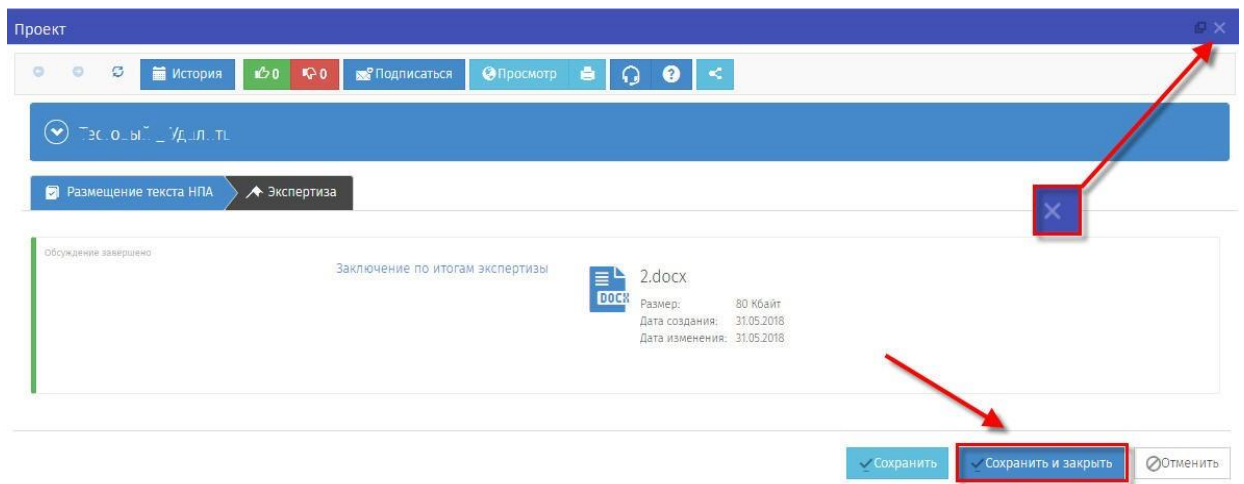 Проект
История 0 0 Подписаться Просмотр
Размещение текста НПА Экспертиза
Обсуждение завершено
Заключение по итогам экспертизы
2.docx
DOCX
Размер: 80 Кбайт
Дата создания: 31.05.2018
Дата изменения: 31.05.2018
Сохранить Сохранить и закрыть Отменить